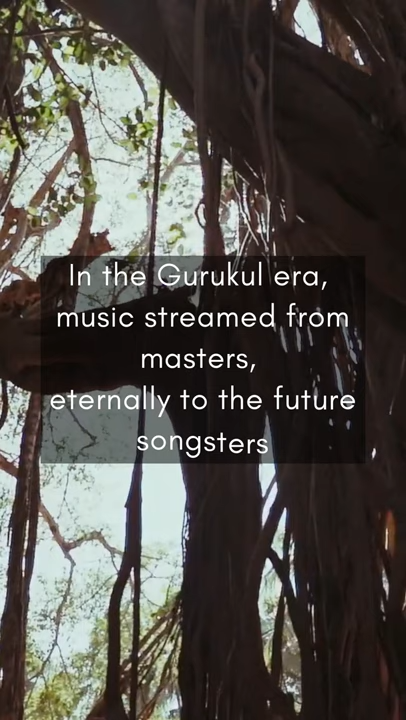 In the Gurukul era,
music streamed from
masters,
eternally to the future
songsters